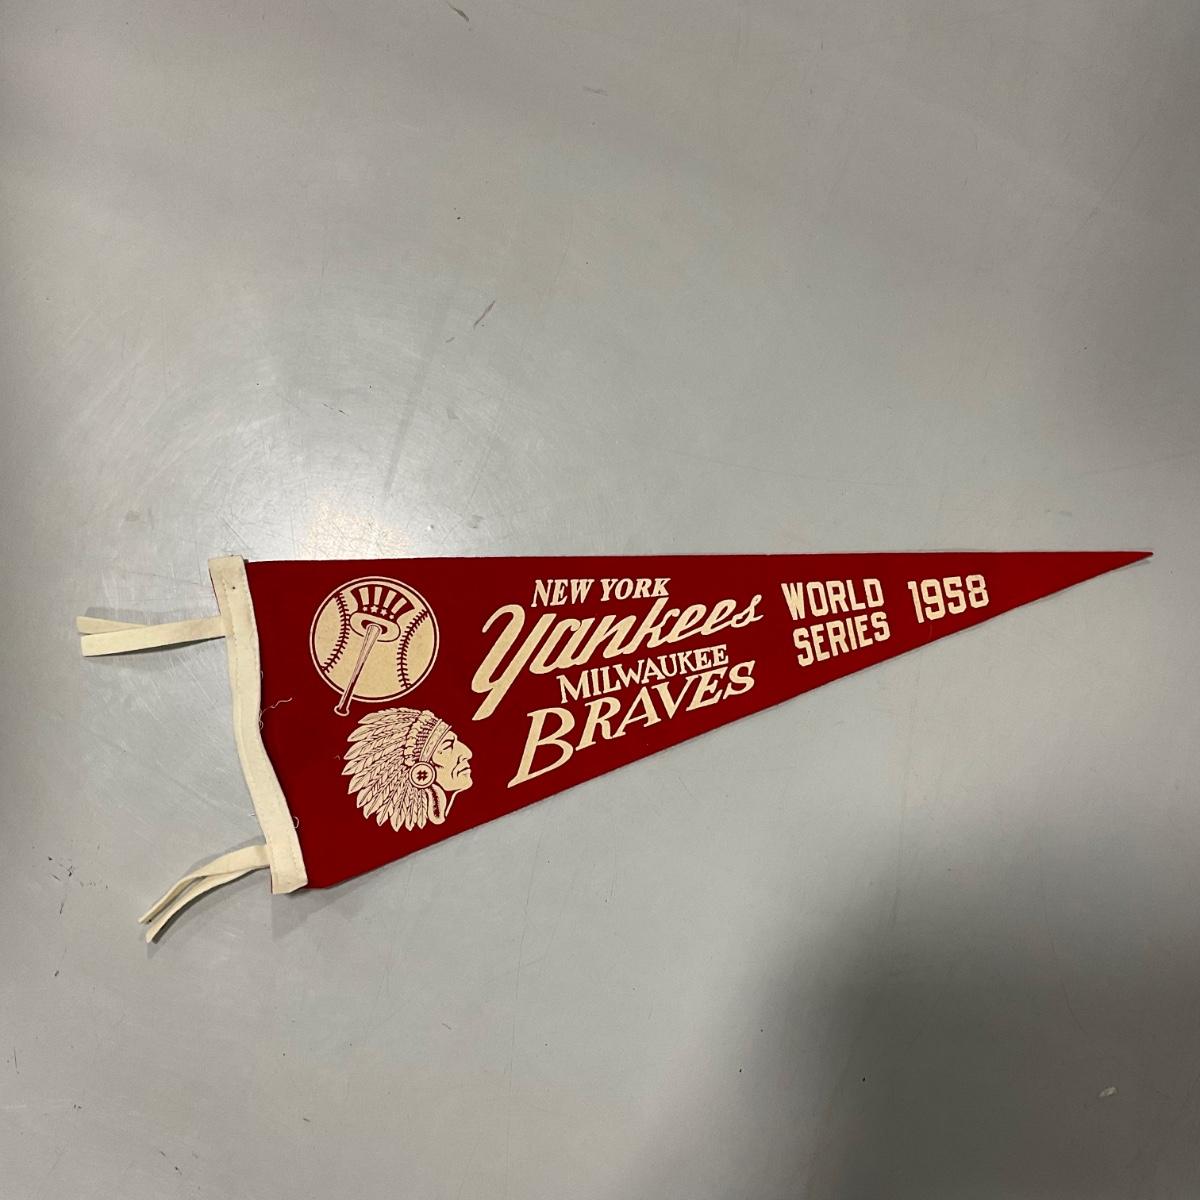 NEW YORK
Yankees
MILWAUKEE
BRAVES
WORLD
SERIES
1958